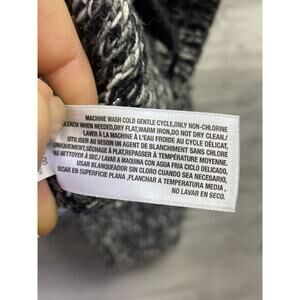 MACHINE WASH COLD GENTLE CYCLE,ONLY NON-CHLORINE
BLEACH WHEN NEEDED,DRY FLAT,WARM IRON,DO NOT DRY CLEAN./
LAVER À LA MACHINE À L'EAU FROIDE AU CYCLE DÉLICAT,
UTILISER AU BESOIN UN AGENT DE BLANCHIMENT SANS CHLORE
UNIQUEMENT,SÉCHAGE À PLAT,REPASSER À TEMPÉRATURE MOYENNE.
PAS NETTOYER À SEC./ LAVAR A MAQUINA CON AGUA FRIA CICLO DELICADO,
USAR BLANQUEADOR SIN CLORO CUANDO SEA NECESARIO,
SECAR EN SUPERFICIE PLANA ,PLANCHAR A TEMPERATURA MEDIA ,
NO LAVAR EN SECO.